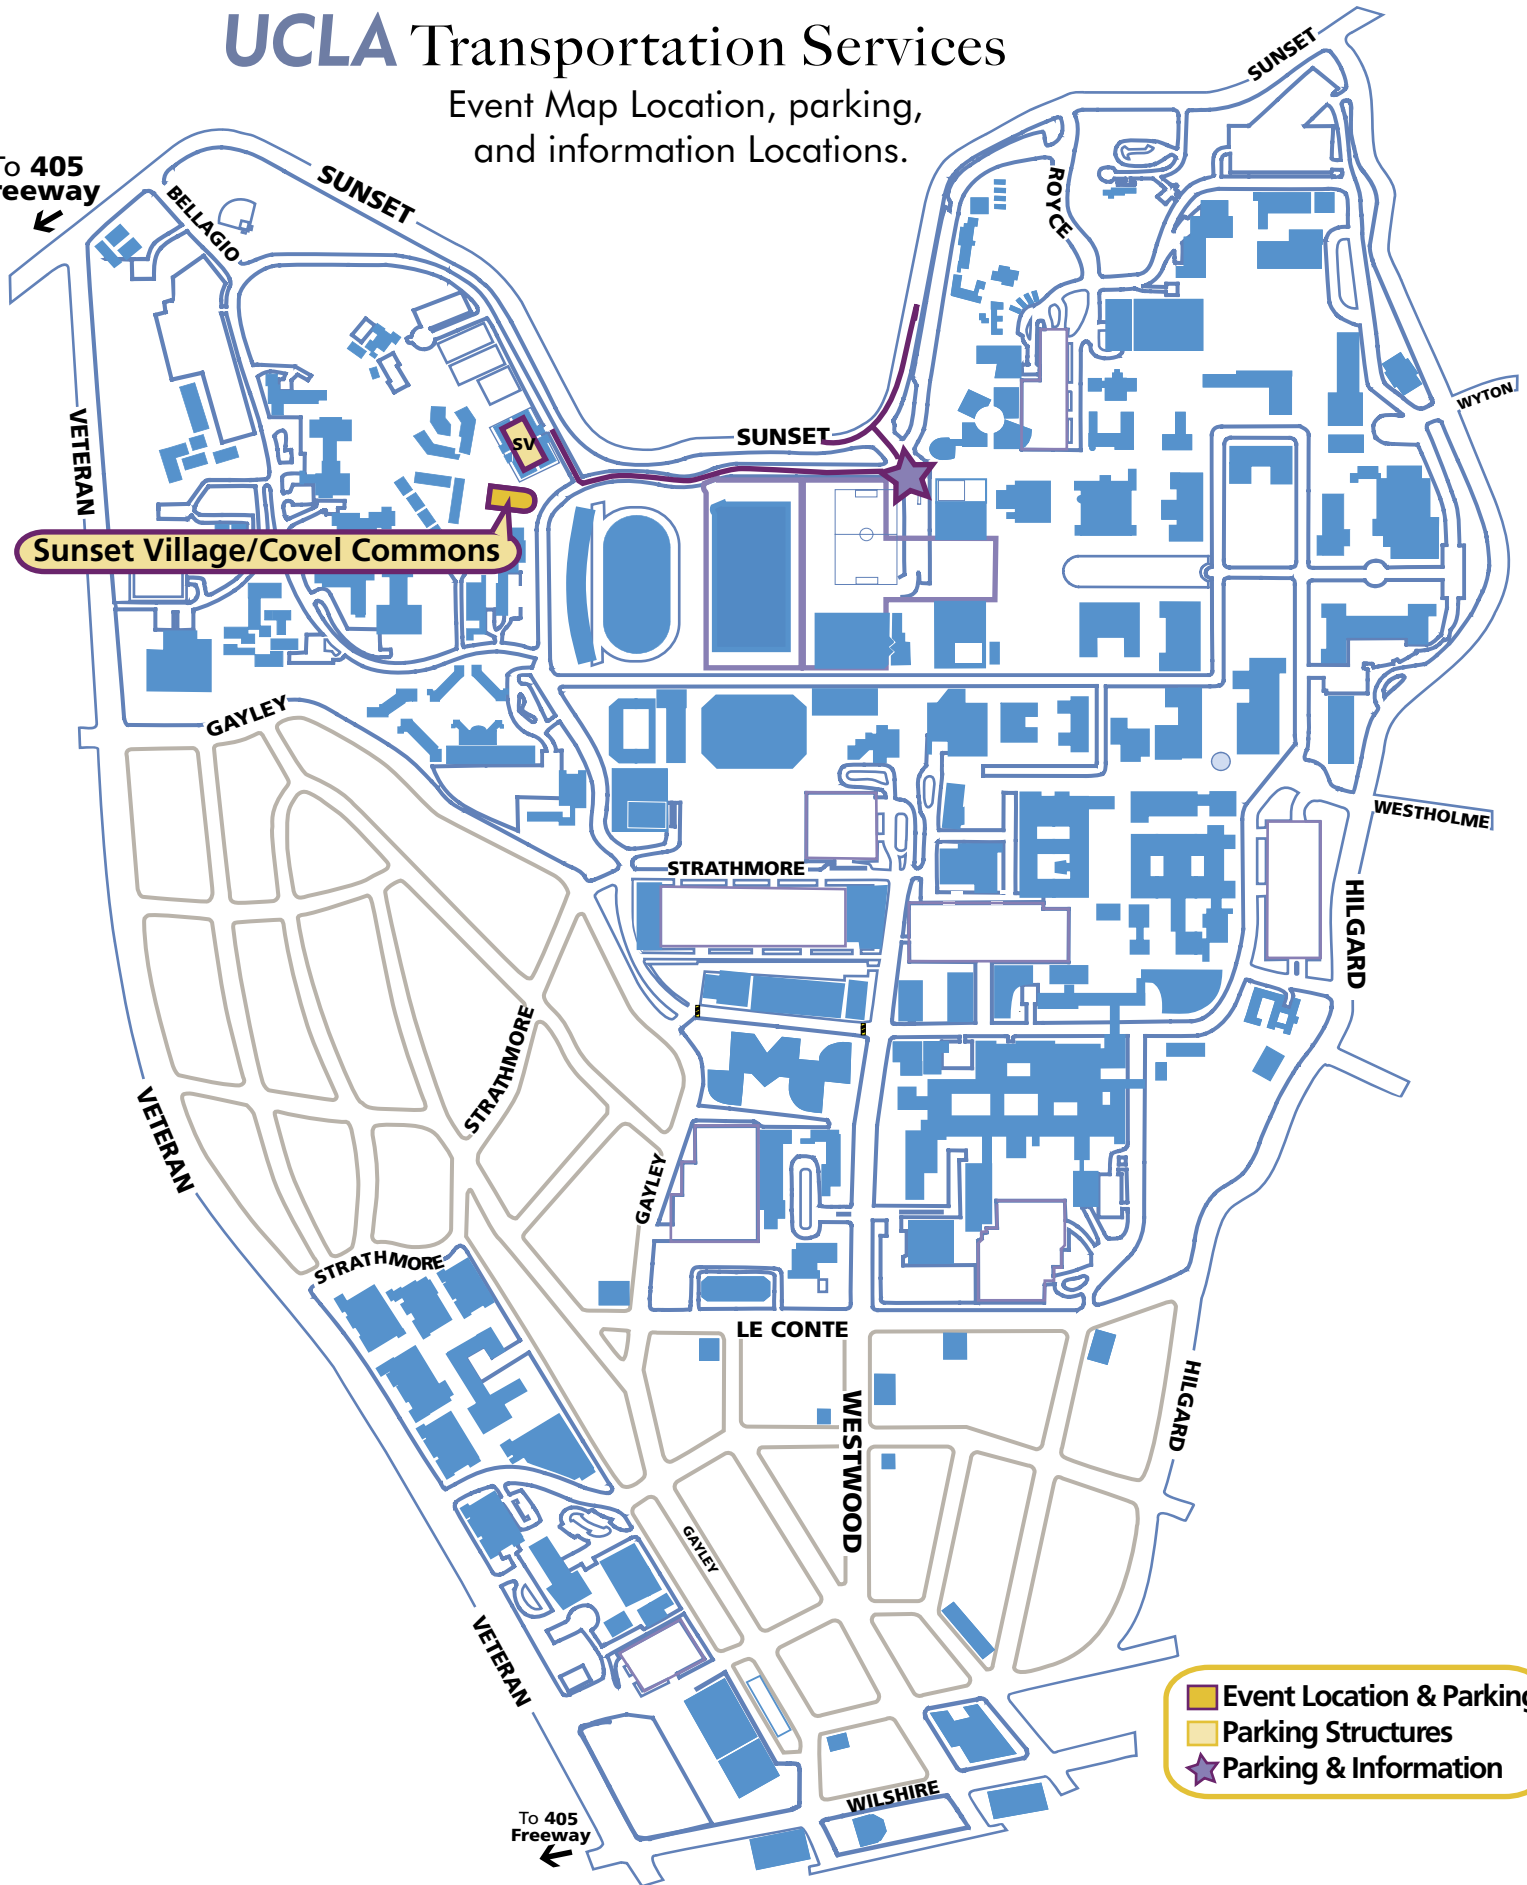 UCLA Transportation Services
Event Map Location, parking,
and information Locations.
SUNSET
To 405
reeway
SUNSET
BELLAGIO
ROYCE
WYTON
VETERAN
SUNSET
SV
Sunset Village/Covel Commons
GAYLEY
WESTHOLME
STRATHMORE
HILGARD
STRATHMORE
VETERAN
GAYLEY
STRATHMORE
LE CONTE
HILGARD
WESTWOOD
GAYLEY
VETERAN
Event Location & Parking
Parking Structures
Parking & Information
WILSHIRE
To 405
Freeway